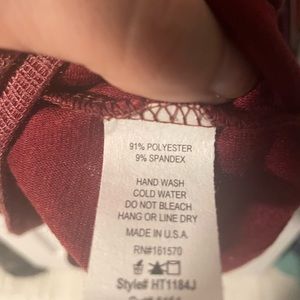 91% POLYESTER
9% SPANDEX
HAND WASH
COLD WATER
DO NOT BLEACH
HANG OR LINE DRY
MADE IN U.S.A.
RN#161570
Style# HT1184J